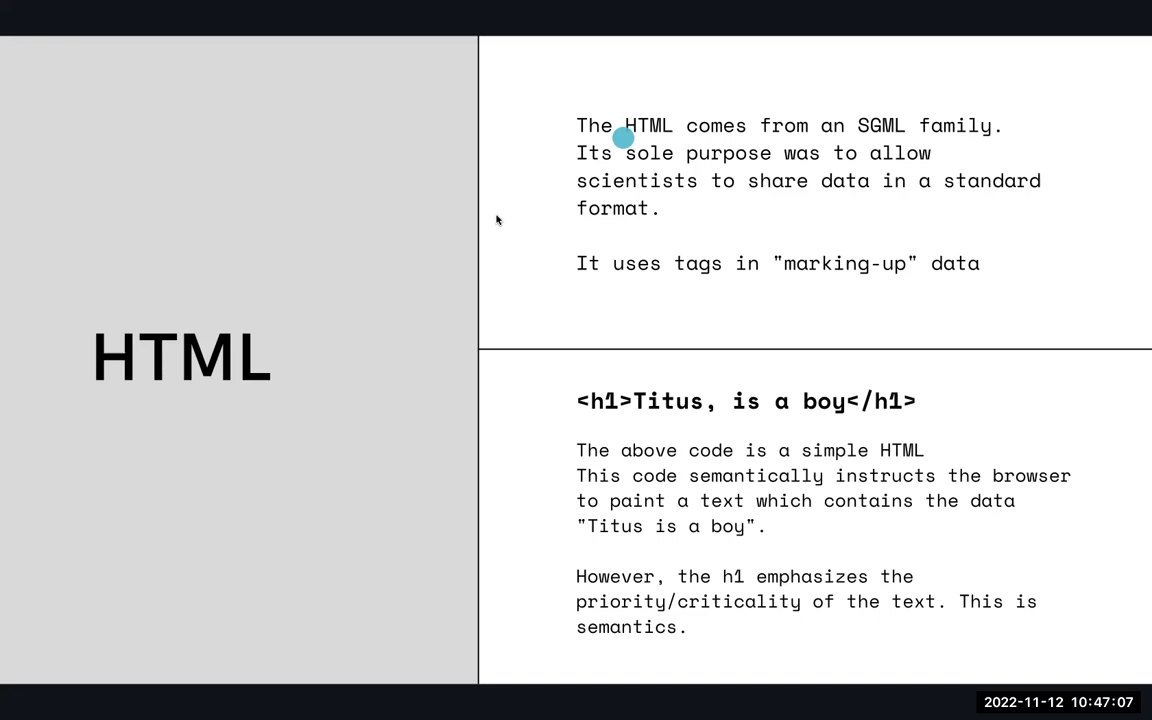 HTML
The HTML comes from an SGML family.
Its sole purpose was to allow
scientists to share data in a standard
format.
It uses tags in "marking-up" data
<h1>Titus, is a boy</h1>
The above code is a simple HTML
This code semantically instructs the browser
to paint a text which contains the data
"Titus is a boy".
However, the h1 emphasizes the
priority/criticality of the text. This is
semantics.
2022-11-12 10:47:07